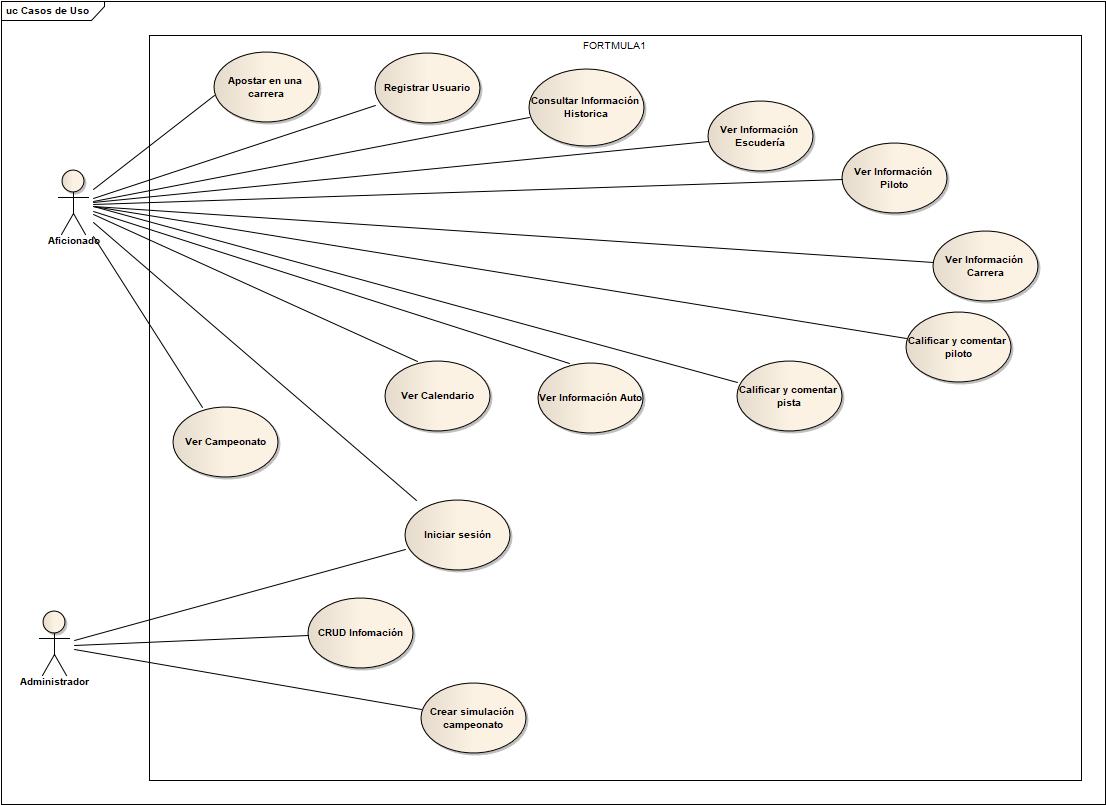 uc Casos de Uso
FORTMULA1
Apostar en una
carrera
Registrar Usuario
Consultar Información
Historica
Ver Información
Escudería
Ver Información
Piloto
Aficionado
Ver Información
Carrera
Calificar y comentar
piloto
Ver Calendario
Ver Información Auto
Calificar y comentar
pista
Ver Campeonato
Iniciar sesión
CRUD Infomación
Administrador
Crear simulación
campeonato